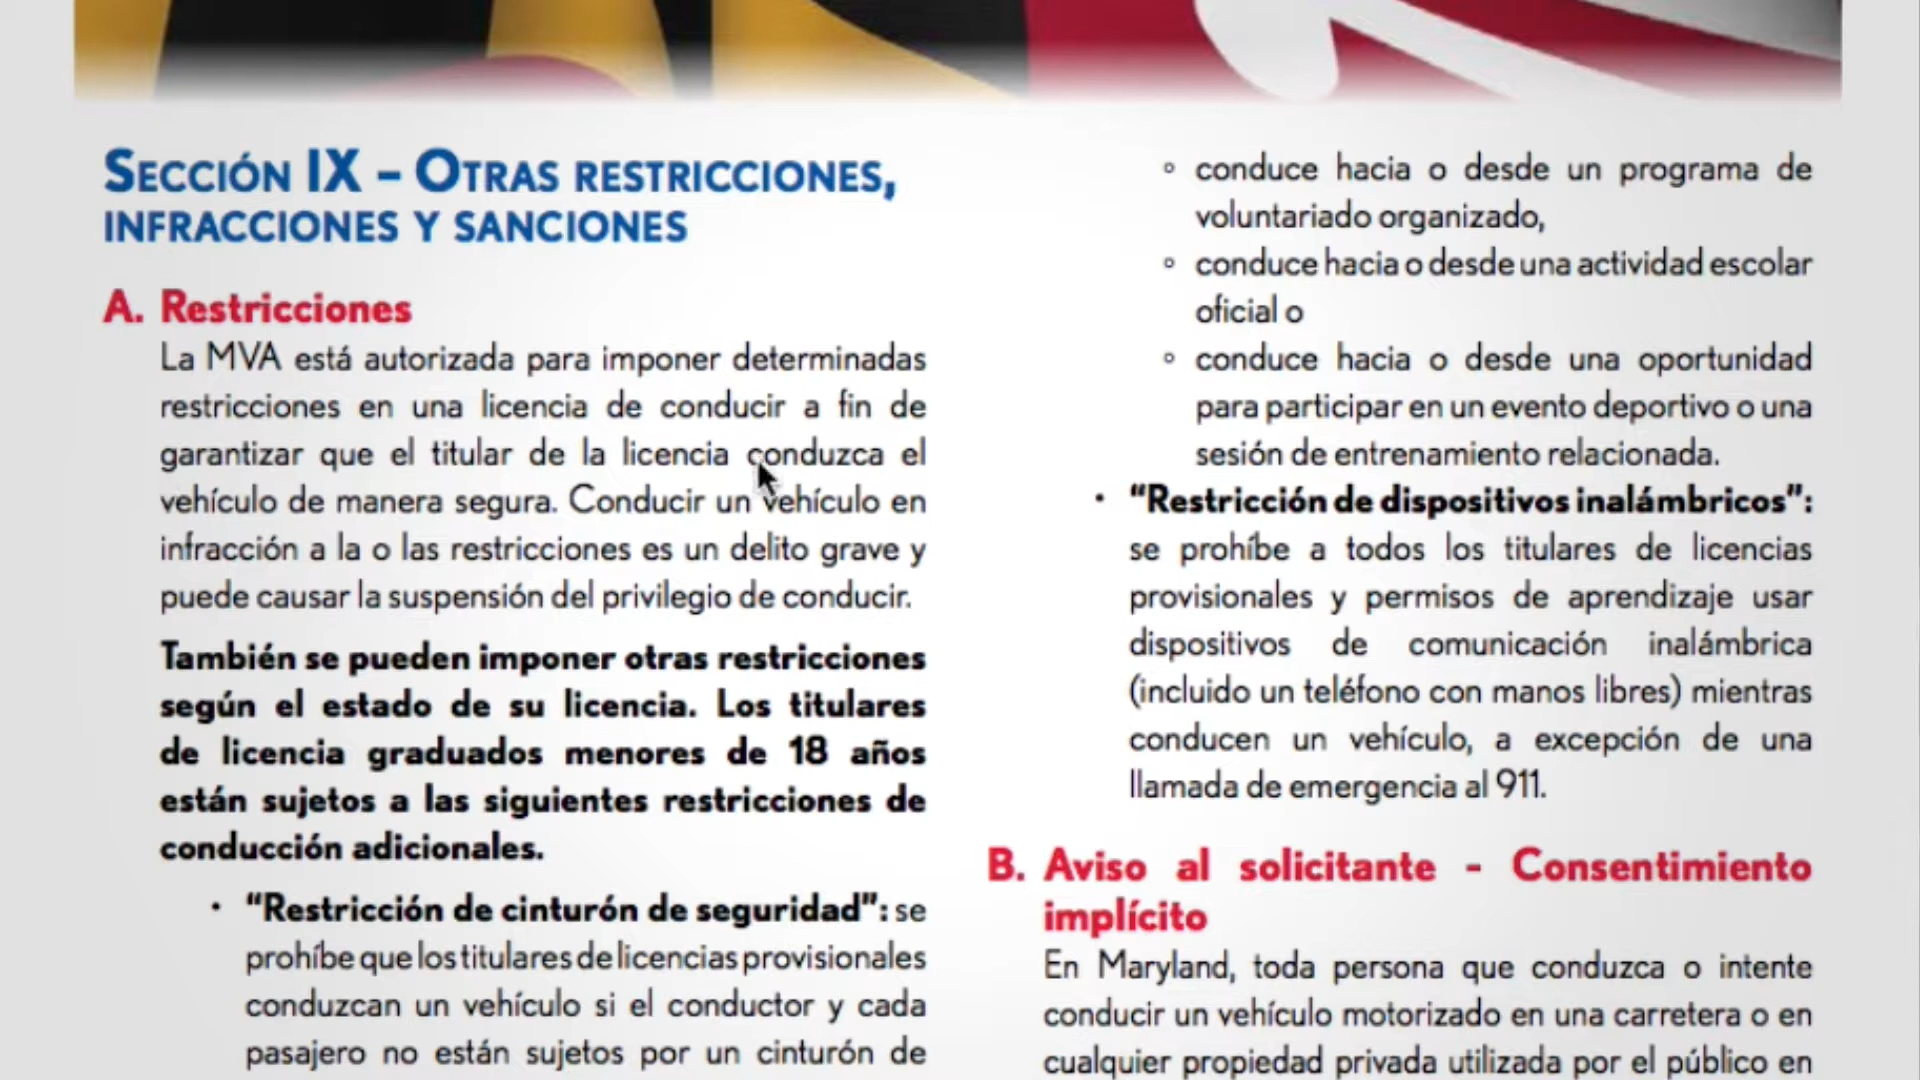 SECCIÓN IX – OTRAS RESTRICCIONES,
INFRACCIONES Y SANCIONES
A. Restricciones
La MVA está autorizada para imponer determinadas
restricciones en una licencia de conducir a fin de
garantizar que el titular de la licencia conduzca el
vehículo de manera segura. Conducir un vehículo en
infracción a la o las restricciones es un delito grave y
puede causar la suspensión del privilegio de conducir.
También se pueden imponer otras restricciones
según el estado de su licencia. Los titulares
de licencia graduados menores de 18 años
están sujetos a las siguientes restricciones de
conducción adicionales.
• “Restricción de cinturón de seguridad”: se
prohíbe que los titulares de licencias provisionales
conduzcan un vehículo si el conductor y cada
pasajero no están sujetos por un cinturón de
◦ conduce hacia o desde un programa de
voluntariado organizado,
◦ conduce hacia o desde una actividad escolar
oficial o
◦ conduce hacia o desde una oportunidad
para participar en un evento deportivo o una
sesión de entrenamiento relacionada.
• “Restricción de dispositivos inalámbricos”:
se prohíbe a todos los titulares de licencias
provisionales y permisos de aprendizaje usar
dispositivos de comunicación inalámbrica
(incluido un teléfono con manos libres) mientras
conducen un vehículo, a excepción de una
llamada de emergencia al 911.
B. Aviso al solicitante - Consentimiento
implícito
En Maryland, toda persona que conduzca o intente
conducir un vehículo motorizado en una carretera o en
cualquier propiedad privada utilizada por el público en